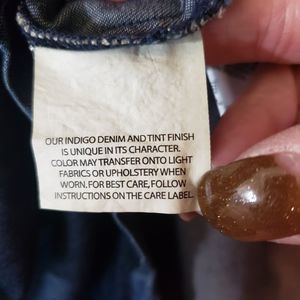 OUR INDIGO DENIM AND TINT FINISH
IS UNIQUE IN ITS CHARACTER.
COLOR MAY TRANSFER ONTO LIGHT
FABRICS OR UPHOLSTERY WHEN
WORN. FOR BEST CARE, FOLLOW
INSTRUCTIONS ON THE CARE LABEL.